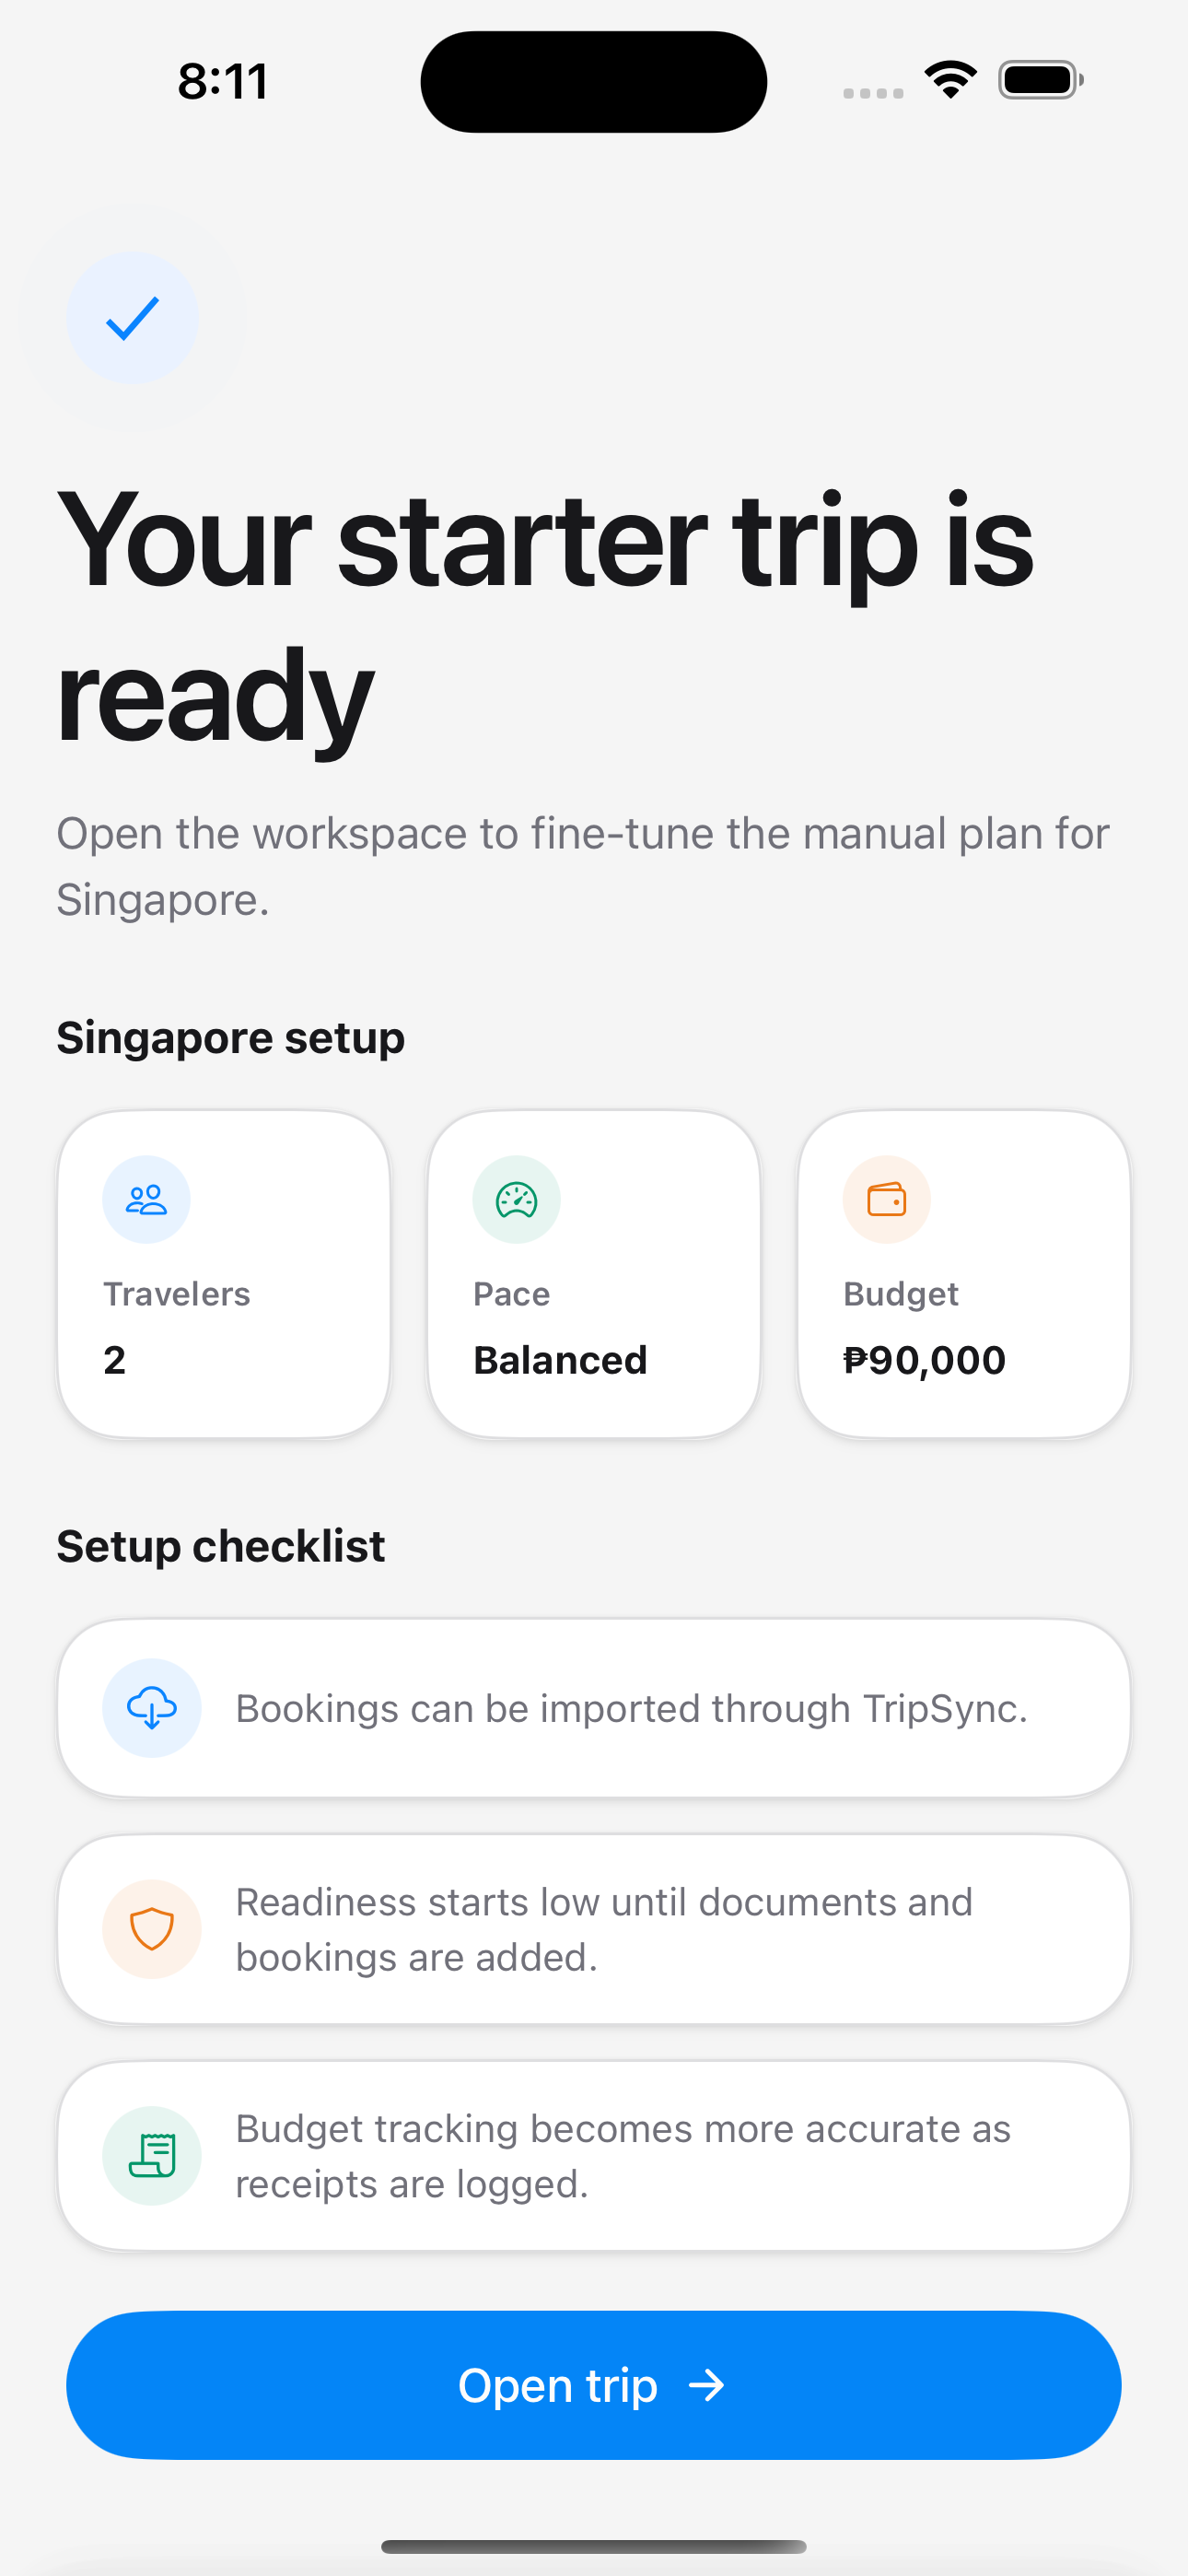 8:11
Your starter trip is
ready
Open the workspace to fine-tune the manual plan for
Singapore.
Singapore setup
Travelers
2
Pace
Balanced
Budget
₱90,000
Setup checklist
Bookings can be imported through TripSync.
Readiness starts low until documents and
bookings are added.
Budget tracking becomes more accurate as
receipts are logged.
Open trip →